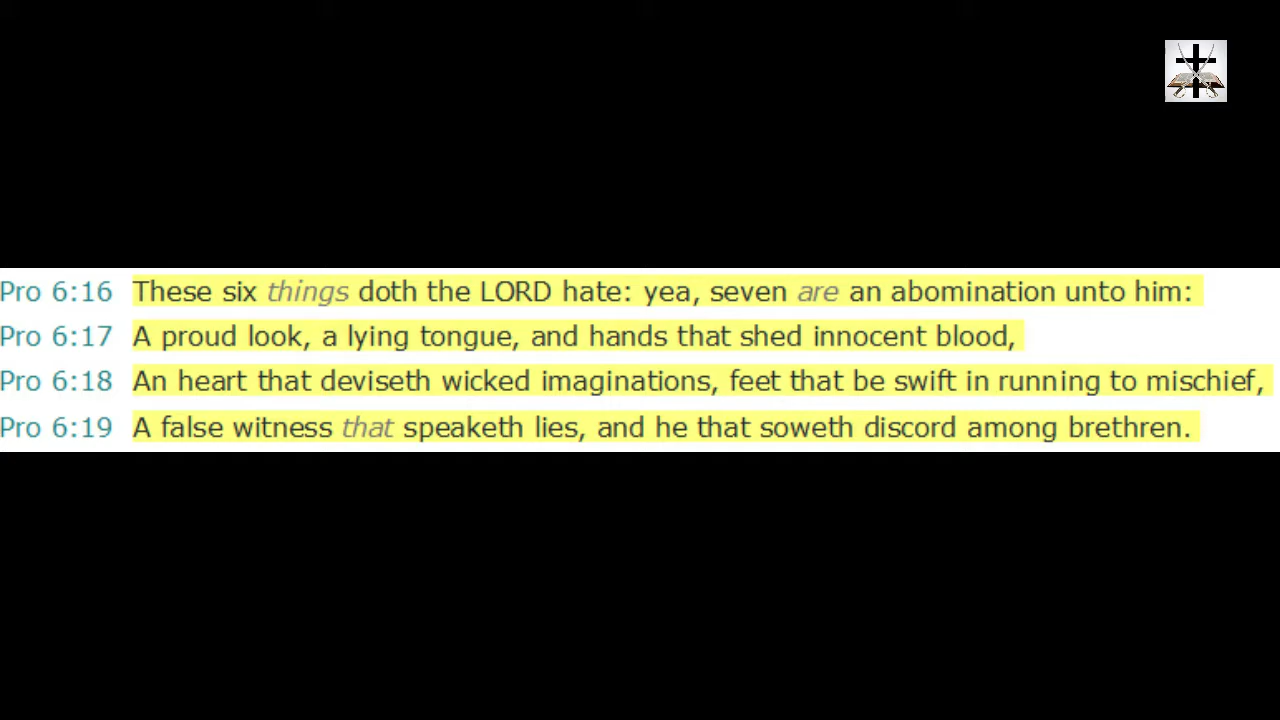 Pro 6:16 These six things doth the LORD hate: yea, seven are an abomination unto him:
Pro 6:17 A proud look, a lying tongue, and hands that shed innocent blood,
Pro 6:18 An heart that deviseth wicked imaginations, feet that be swift in running to mischief,
Pro 6:19 A false witness that speaketh lies, and he that soweth discord among brethren.